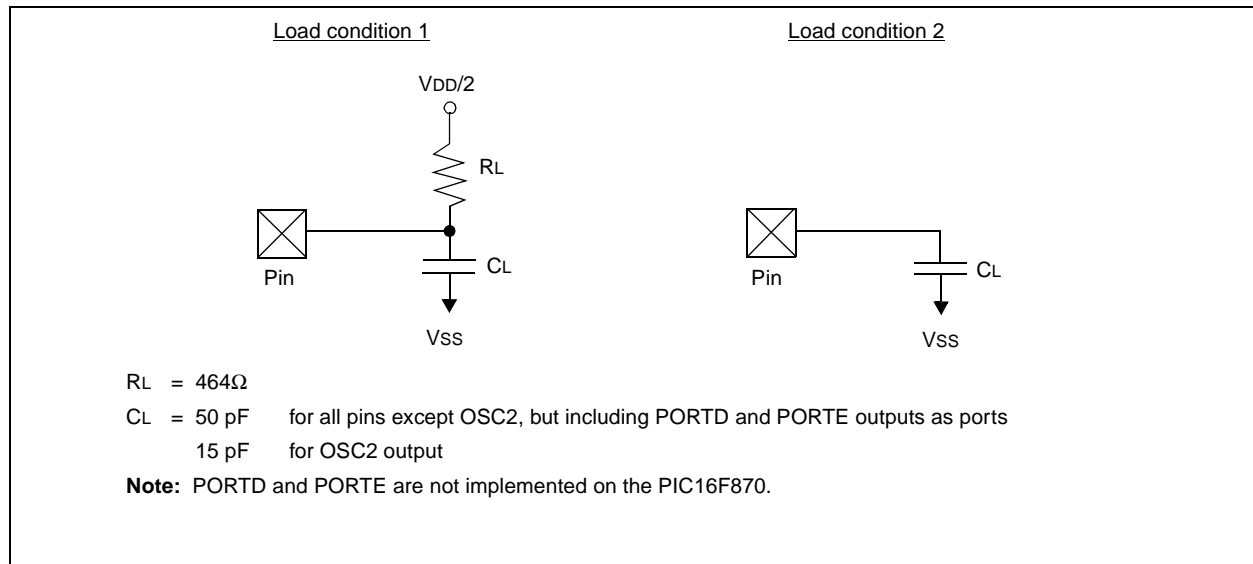 Load condition 1
Load condition 2
VDD/2
RL
CL
Pin
VSS
CL
Pin
VSS
RL = 464Ω
CL = 50 pF for all pins except OSC2, but including PORTD and PORTE outputs as ports
15 pF for OSC2 output
Note: PORTD and PORTE are not implemented on the PIC16F870.